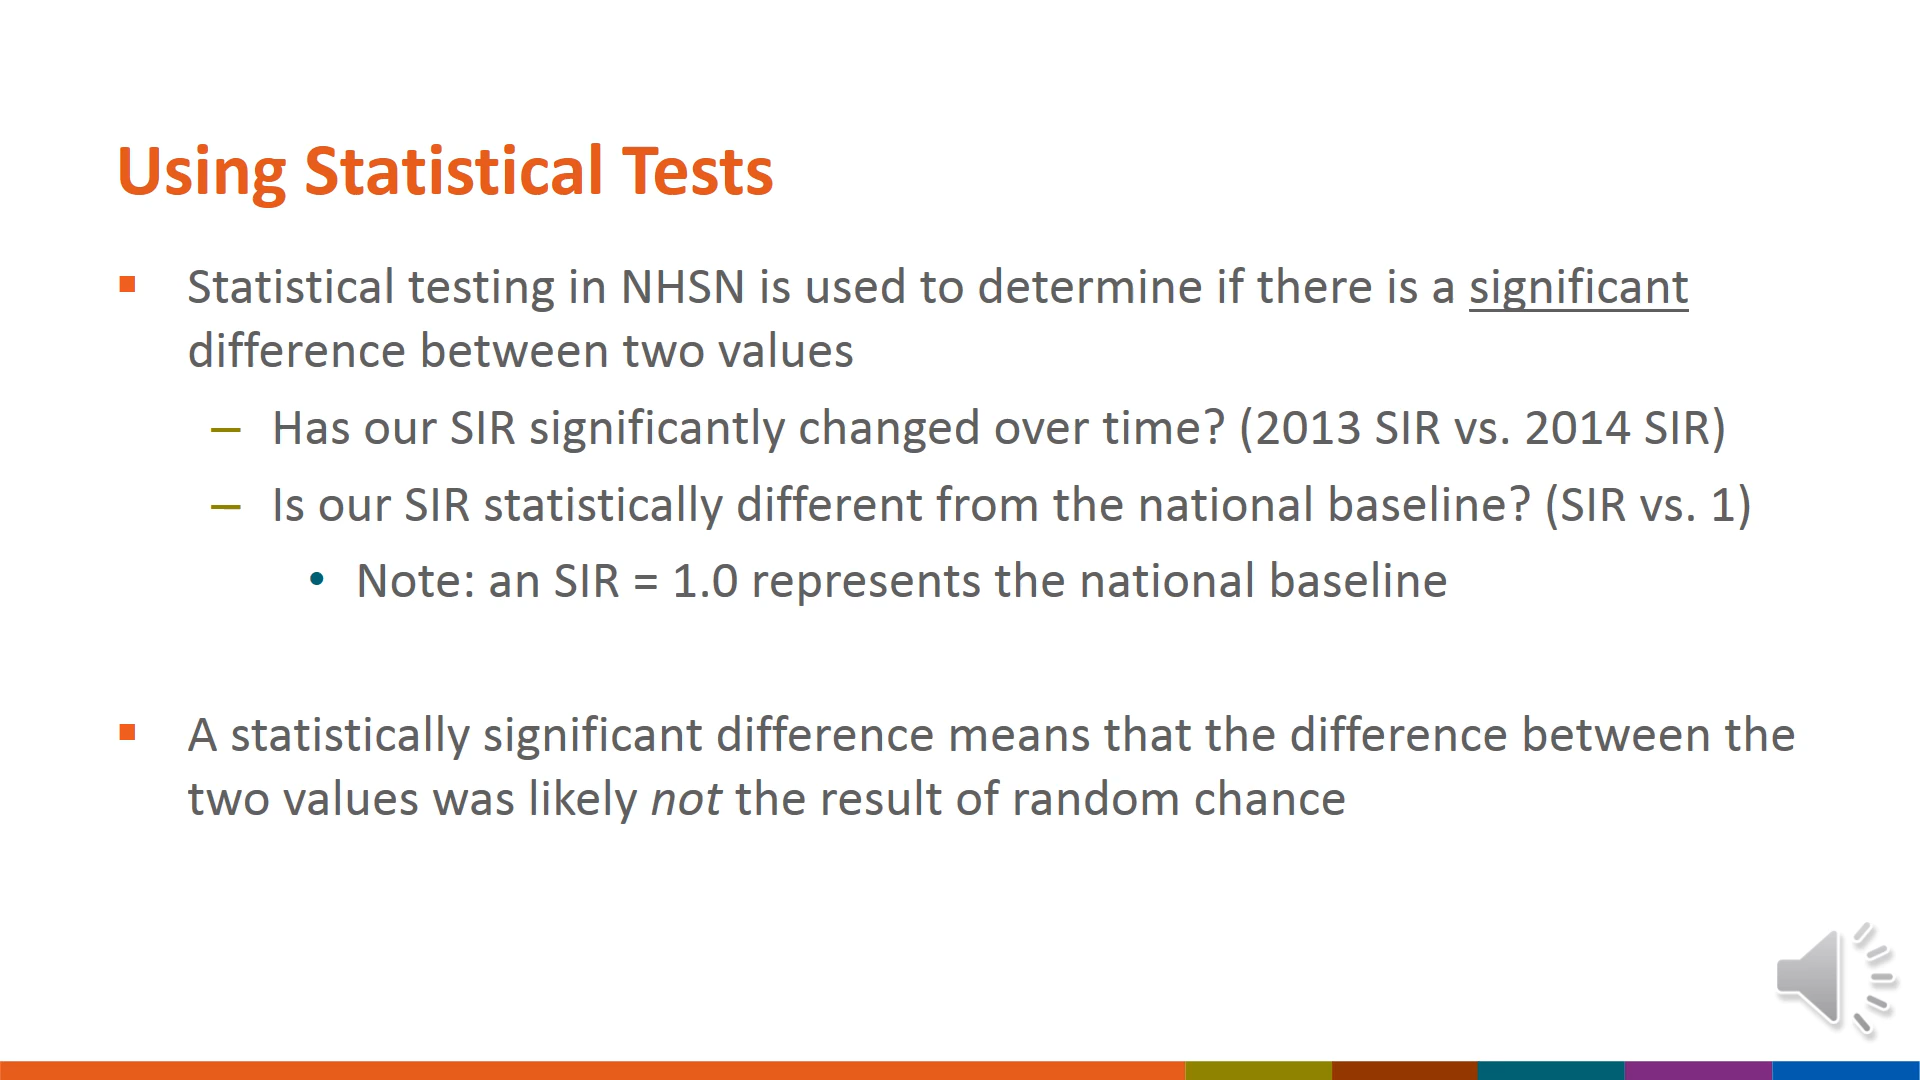 Using Statistical Tests
Statistical testing in NHSN is used to determine if there is a significant
difference between two values
– Has our SIR significantly changed over time? (2013 SIR vs. 2014 SIR)
– Is our SIR statistically different from the national baseline? (SIR vs. 1)
• Note: an SIR = 1.0 represents the national baseline
A statistically significant difference means that the difference between the
two values was likely not the result of random chance